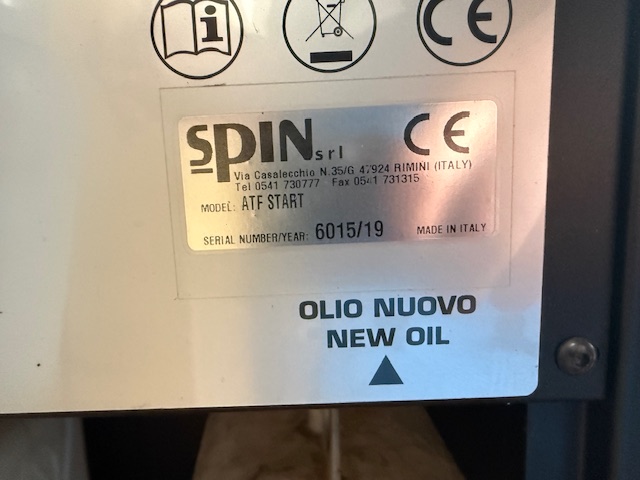 CE
SPIN srl CE
Via Casalecchio N.35/G 47924 RIMINI (ITALY)
Tel 0541 730777 Fax 0541 731315
MODEL: ATF START
SERIAL NUMBER/YEAR: 6015/19 MADE IN ITALY
OLIO NUOVO
NEW OIL